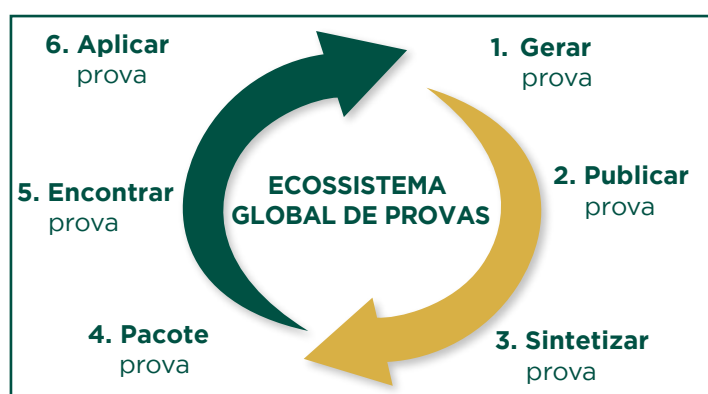 6. Aplicar
prova
1. Gerar
prova
5. Encontrar
prova
ECOSSISTEMA
GLOBAL DE PROVAS
2. Publicar
prova
4. Pacote
prova
3. Sintetizar
prova